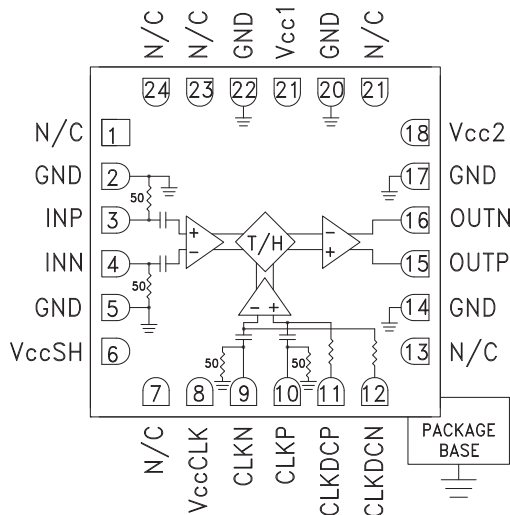 N/C N/C GND Vcc1 GND N/C
24 23 22 21 20 21
N/C 1
18 Vcc2
GND 2
50
17 GND
INP 3
+
−
T/H
−
+
16 OUTN
INN 4
50
15 OUTP
GND 5
− +
14 GND
VccSH 6
13 N/C
50
50
7 8 9 10 11 12
N/C VccCLK CLKN CLKP CLKDCP CLKDCN
PACKAGE
BASE